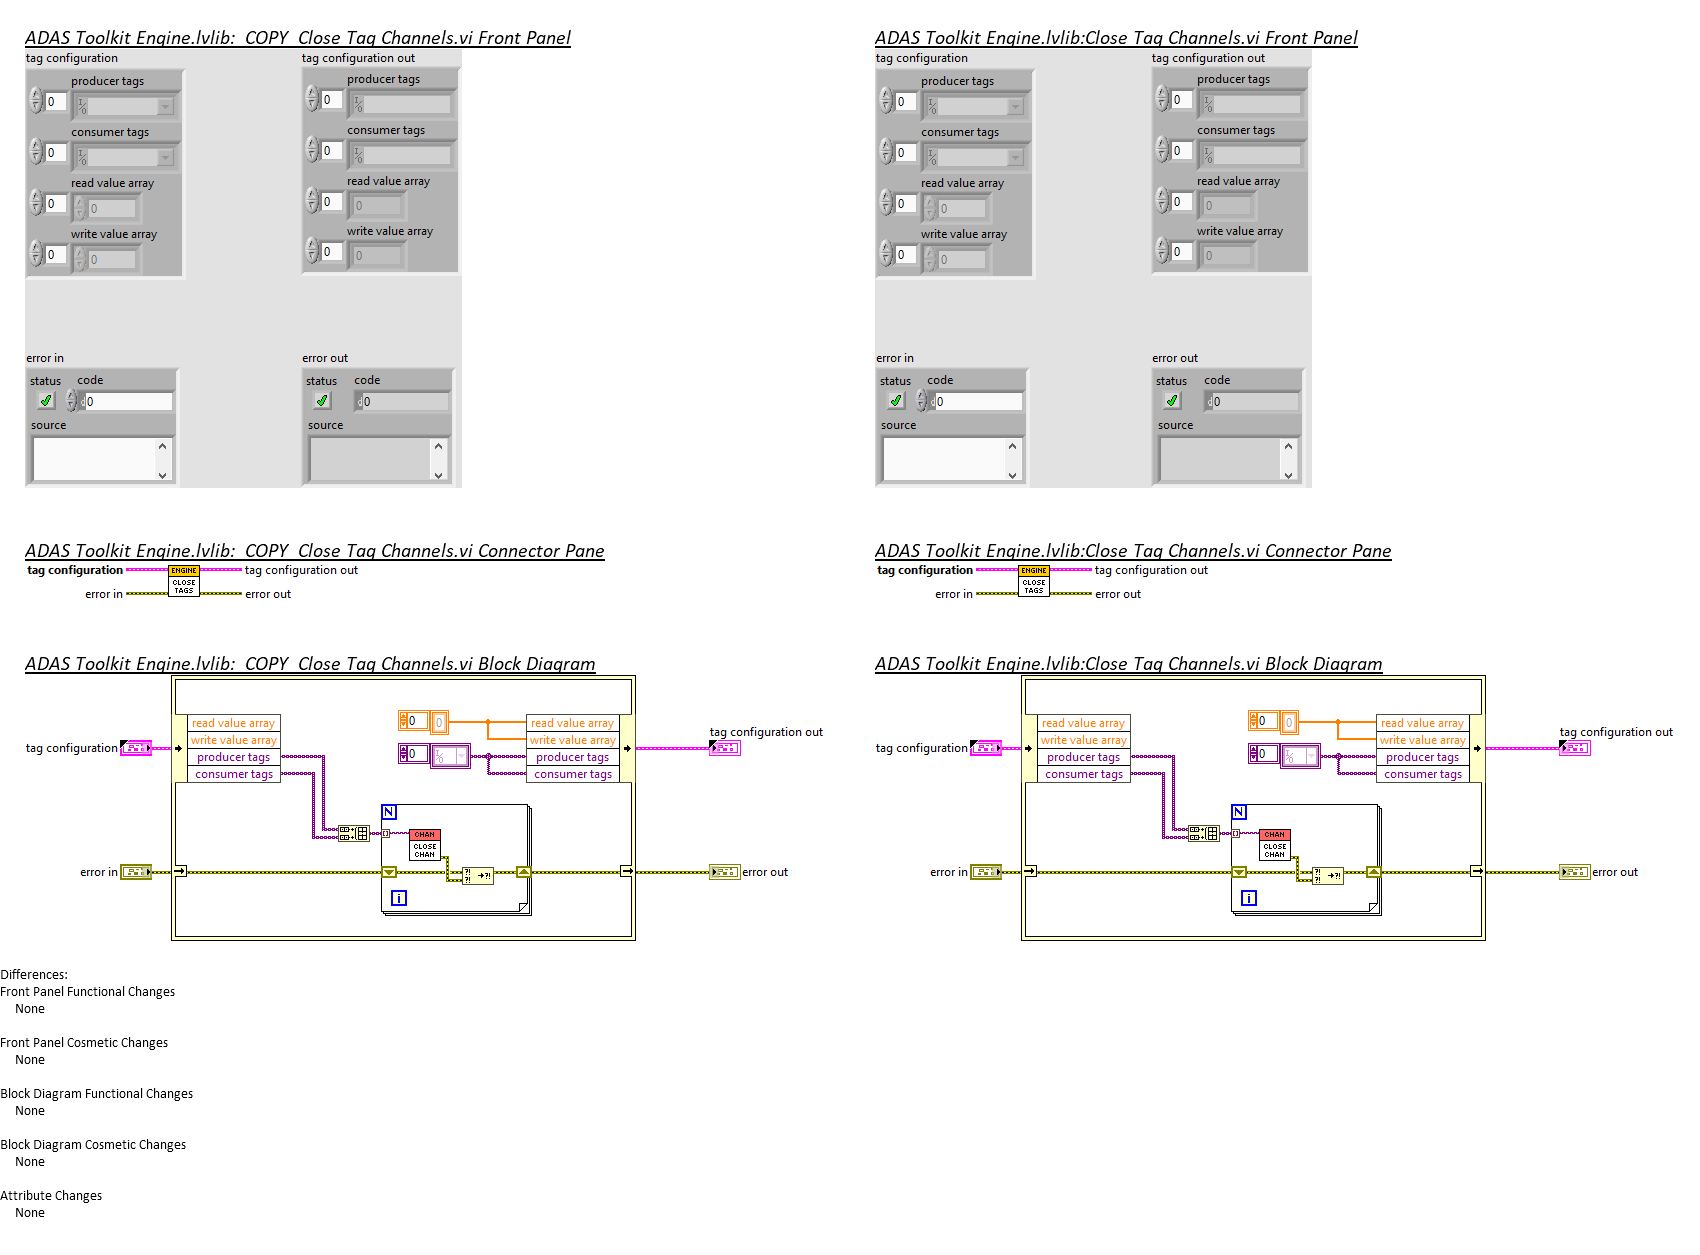 ADAS Toolkit Engine.lvlib:_COPY_Close Tag Channels.vi Front Panel
tag configuration
tag configuration out
producer tags
0
producer tags
0
consumer tags
0
consumer tags
0
read value array
0
0
read value array
0
0
write value array
0
0
write value array
0
0
error in
error out
status
code
0
status
code
0
source
source
ADAS Toolkit Engine.lvlib:Close Tag Channels.vi Front Panel
tag configuration
tag configuration out
producer tags
0
producer tags
0
consumer tags
0
consumer tags
0
read value array
0
0
read value array
0
0
write value array
0
0
write value array
0
0
error in
error out
status
code
0
status
code
0
source
source
ADAS Toolkit Engine.lvlib:_COPY_Close Tag Channels.vi Connector Pane
tag configuration
ENGINE
CLOSE
TAGS
tag configuration out
error in
error out
ADAS Toolkit Engine.lvlib:Close Tag Channels.vi Connector Pane
tag configuration
ENGINE
CLOSE
TAGS
tag configuration out
error in
error out
ADAS Toolkit Engine.lvlib:_COPY_Close Tag Channels.vi Block Diagram
read value array
write value array
producer tags
consumer tags
0
0
0
read value array
write value array
producer tags
consumer tags
tag configuration
tag configuration out
N
CHAN
CLOSE
CHAN
i
error in
error out
ADAS Toolkit Engine.lvlib:Close Tag Channels.vi Block Diagram
read value array
write value array
producer tags
consumer tags
0
0
0
read value array
write value array
producer tags
consumer tags
tag configuration
tag configuration out
N
CHAN
CLOSE
CHAN
i
error in
error out
Differences:
Front Panel Functional Changes
None
Front Panel Cosmetic Changes
None
Block Diagram Functional Changes
None
Block Diagram Cosmetic Changes
None
Attribute Changes
None